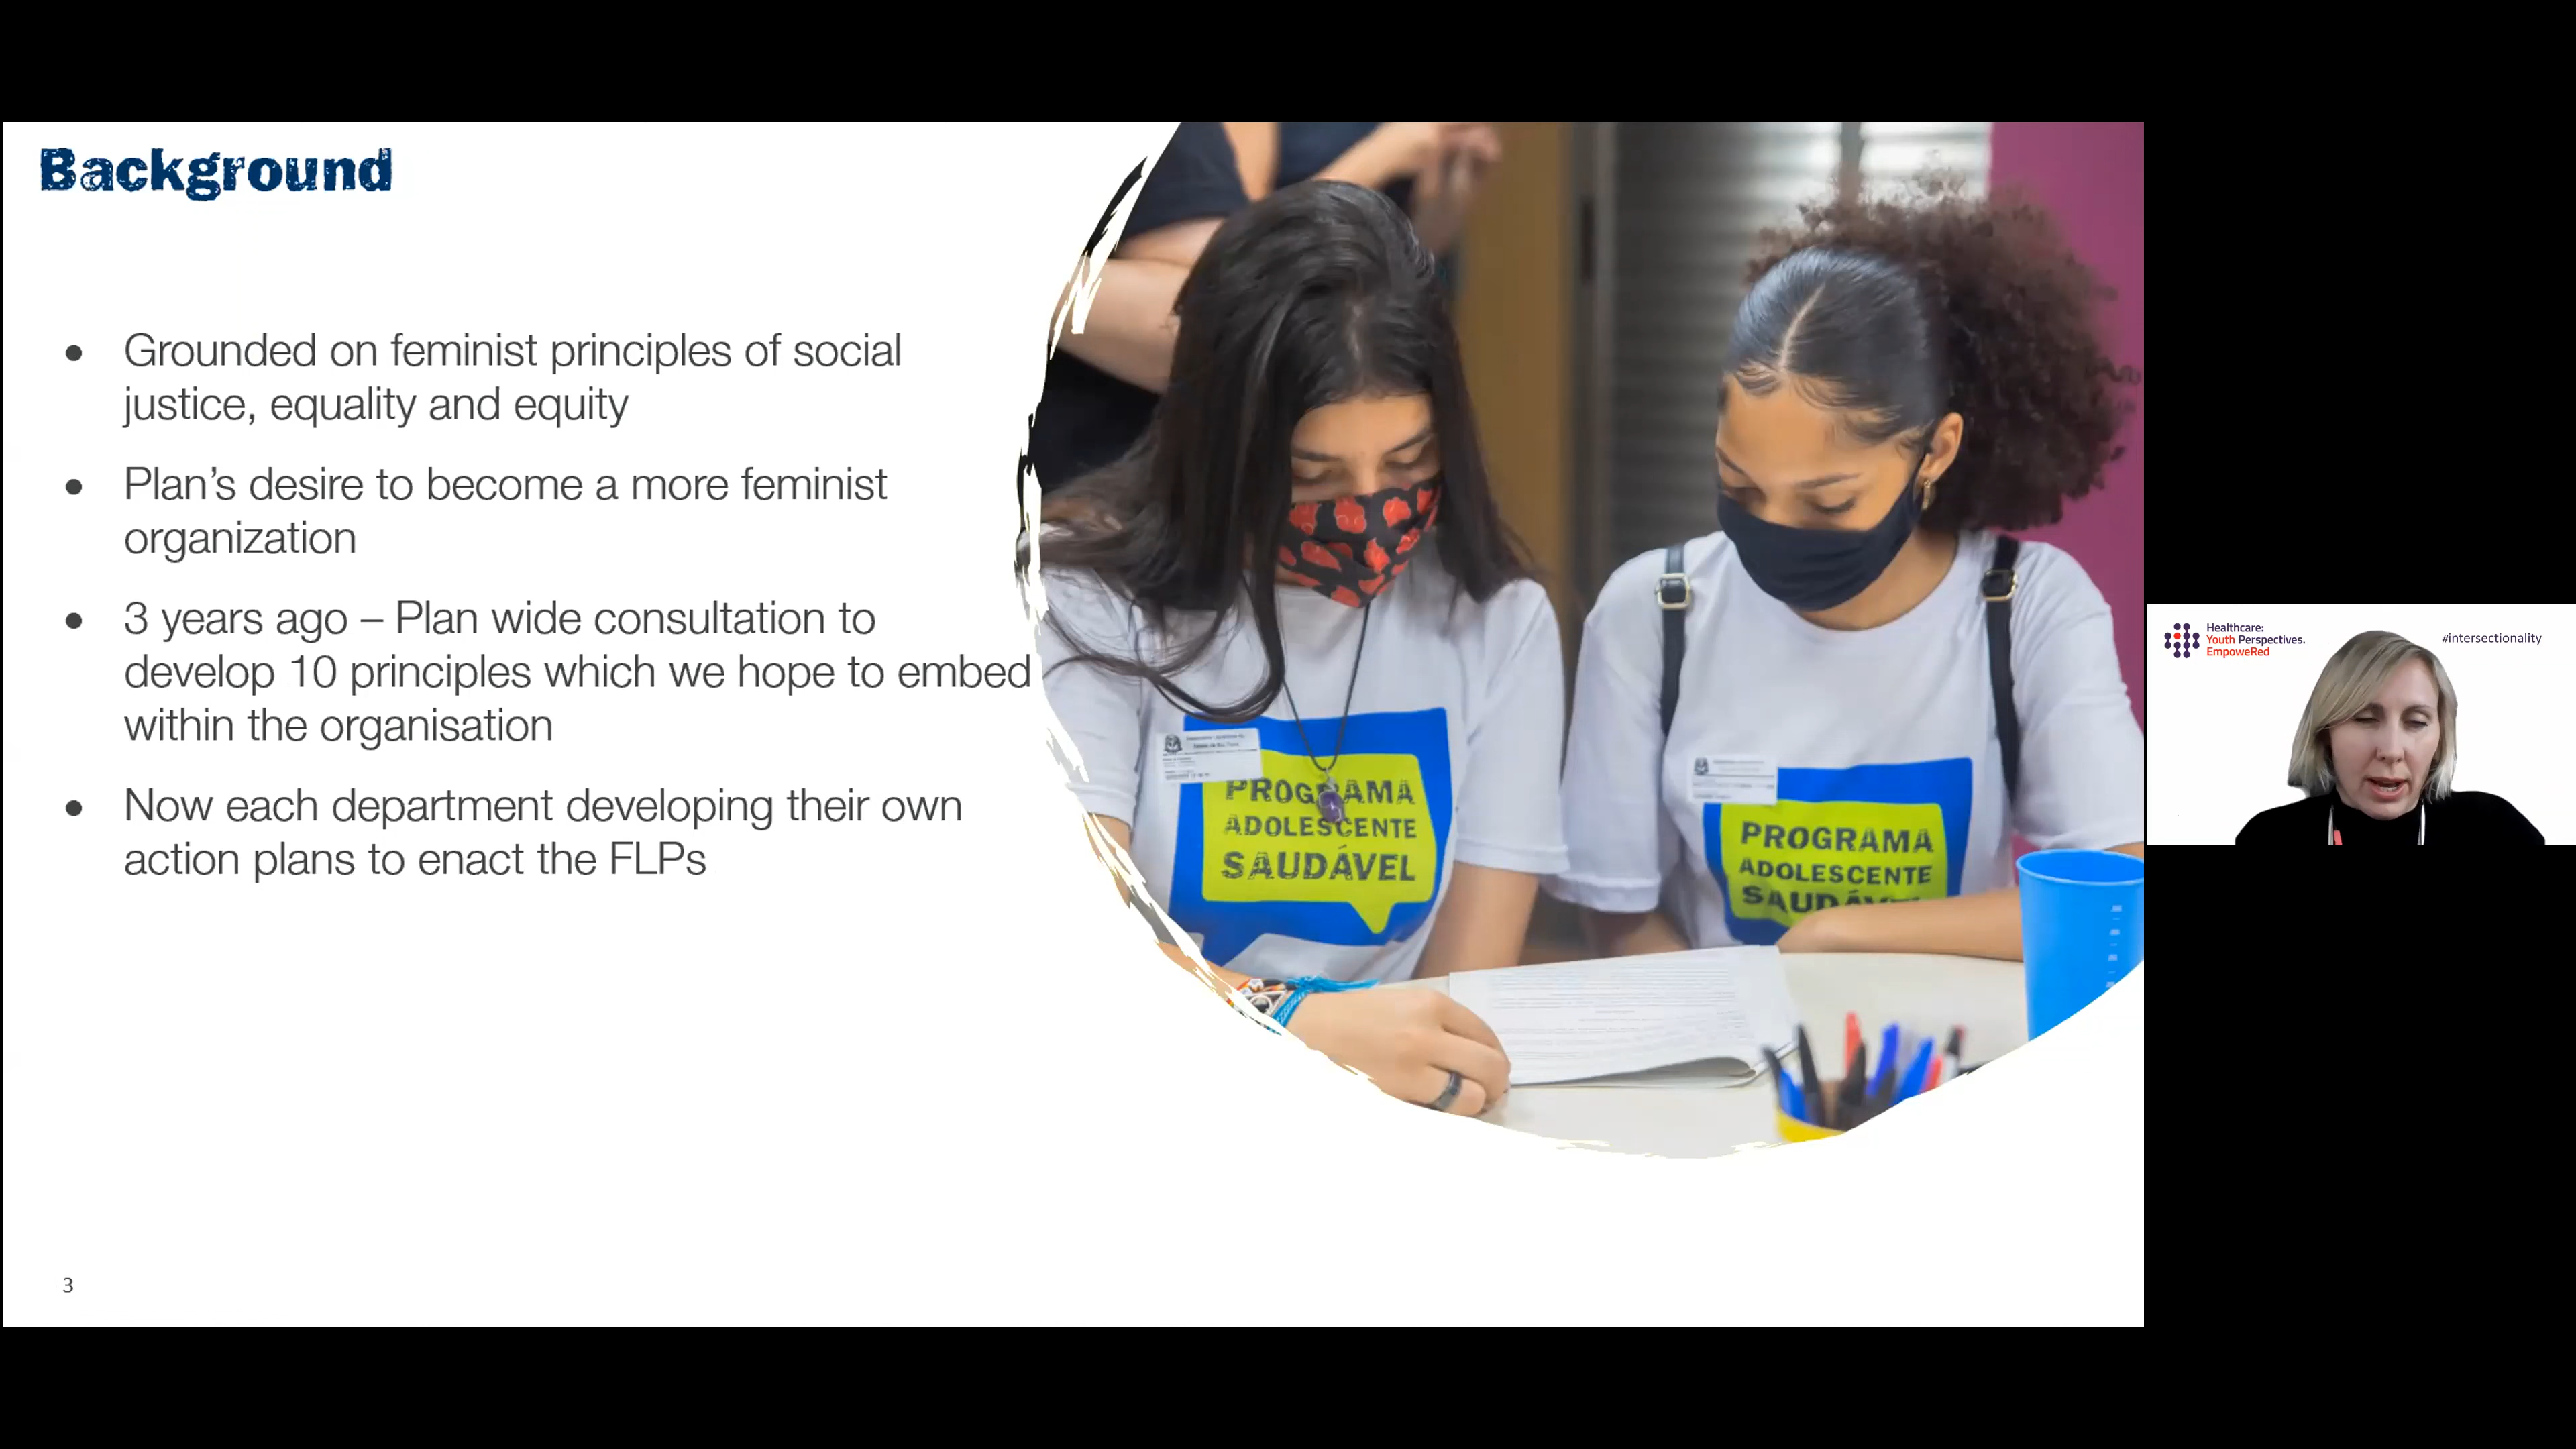 Background
● Grounded on feminist principles of social
justice, equality and equity
● Plan’s desire to become a more feminist
organization
● 3 years ago – Plan wide consultation to
develop 10 principles which we hope to embed
within the organisation
● Now each department developing their own
action plans to enact the FLPs
3
PROGRAMA
ADOLESCENTE
SAUDÁVEL
PROGRAMA
ADOLESCENTE
Healthcare:
Youth Perspectives.
EmpoweRed
#intersectionality